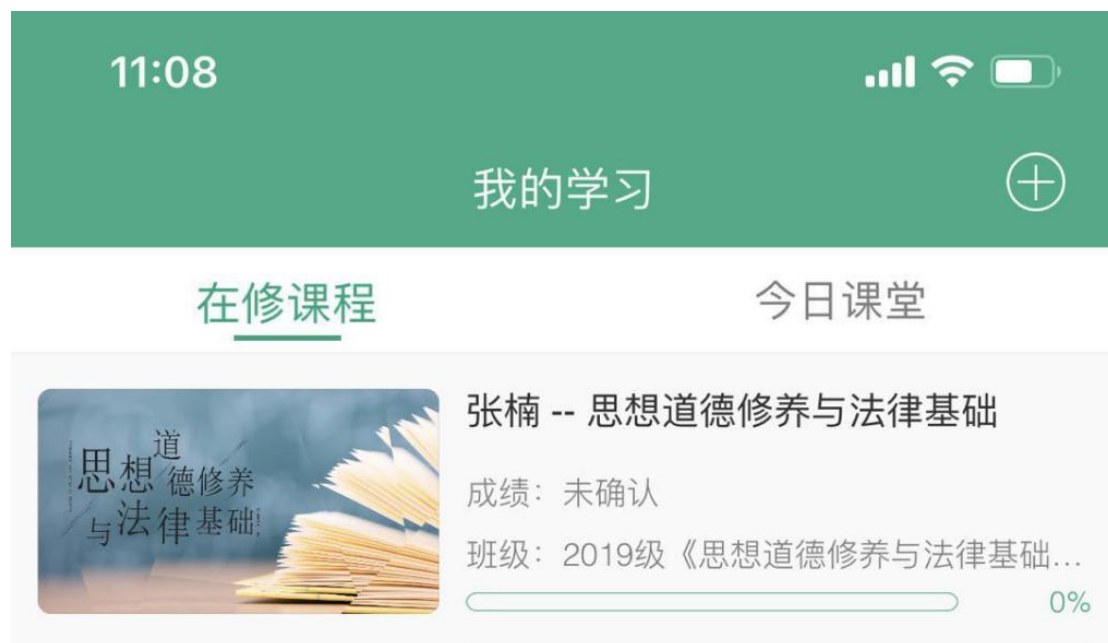 11:08
我的学习
在修课程
今日课堂
思想道德修养
与法律基础
张楠 -- 思想道德修养与法律基础
成绩：未确认
班级：2019级《思想道德修养与法律基础...
0%